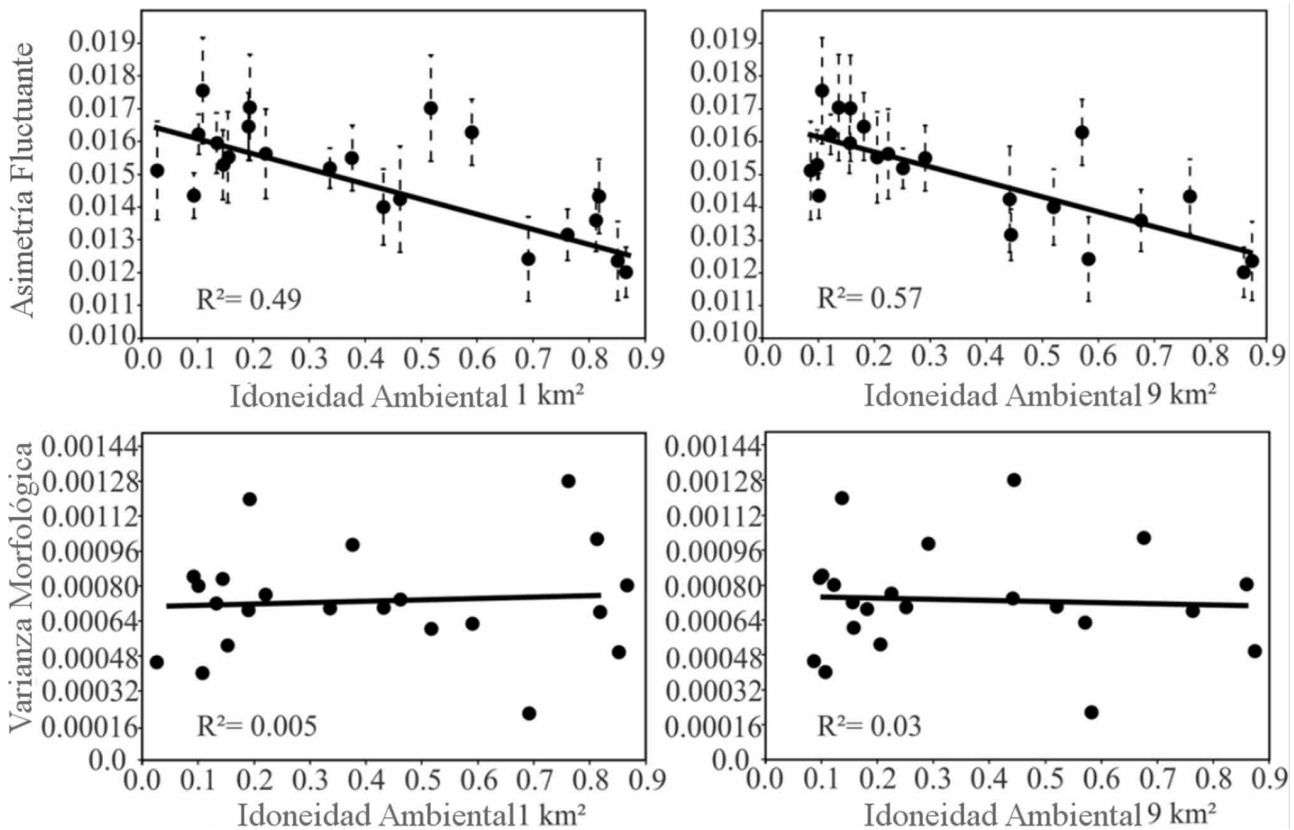 Asimetría Fluctuante
0.019
0.018
0.017
0.016
0.015
0.014
0.013
0.012
0.011
0.010
R²= 0.49
0.0 0.1 0.2 0.3 0.4 0.5 0.6 0.7 0.8 0.9
Idoneidad Ambiental 1 km²
0.019
0.018
0.017
0.016
0.015
0.014
0.013
0.012
0.011
0.010
R²= 0.57
0.0 0.1 0.2 0.3 0.4 0.5 0.6 0.7 0.8 0.9
Idoneidad Ambiental 9 km²
Varianza Morfológica
0.00144
0.00128
0.00112
0.00096
0.00080
0.00064
0.00048
0.00032
0.00016
0.0
R²= 0.005
0.0 0.1 0.2 0.3 0.4 0.5 0.6 0.7 0.8 0.9
Idoneidad Ambiental 1 km²
0.00144
0.00128
0.00112
0.00096
0.00080
0.00064
0.00048
0.00032
0.00016
0.0
R²= 0.03
0.0 0.1 0.2 0.3 0.4 0.5 0.6 0.7 0.8 0.9
Idoneidad Ambiental 9 km²